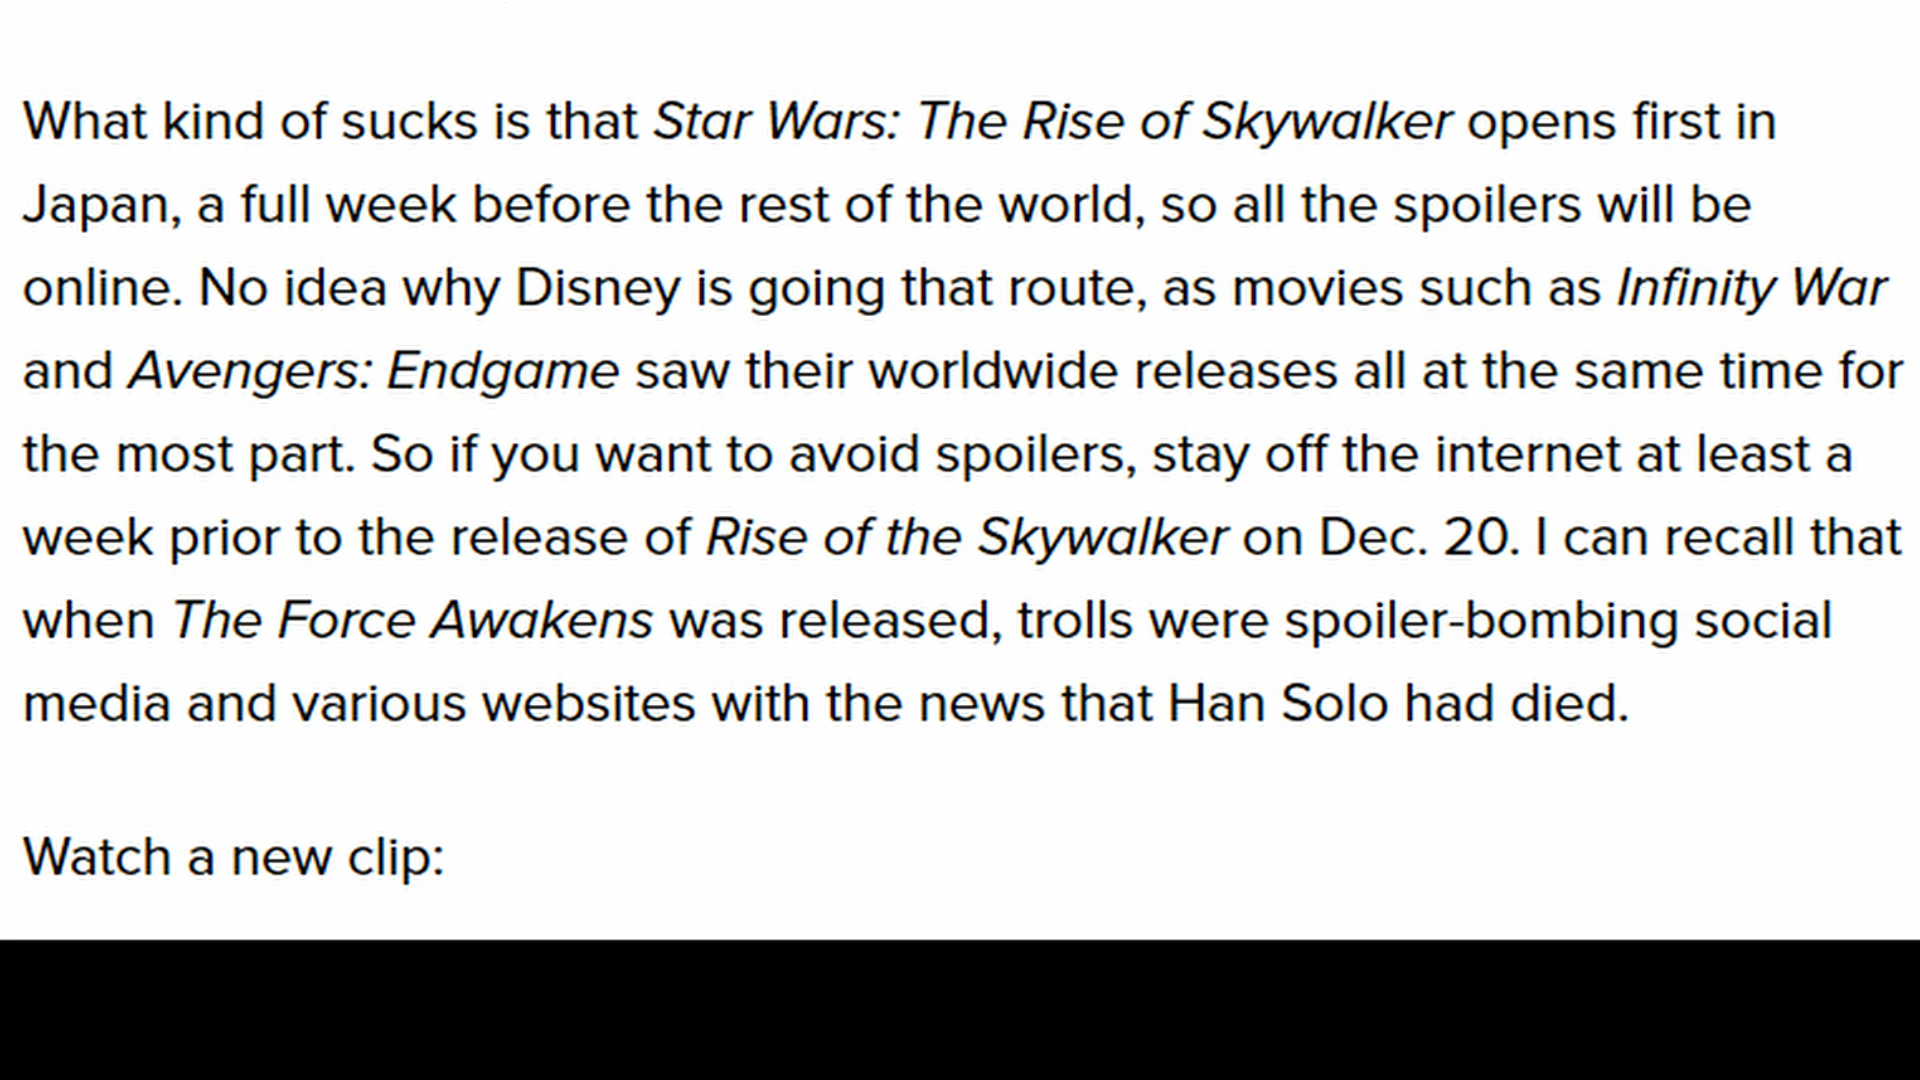 What kind of sucks is that Star Wars: The Rise of Skywalker opens first in
Japan, a full week before the rest of the world, so all the spoilers will be
online. No idea why Disney is going that route, as movies such as Infinity War
and Avengers: Endgame saw their worldwide releases all at the same time for
the most part. So if you want to avoid spoilers, stay off the internet at least a
week prior to the release of Rise of the Skywalker on Dec. 20. I can recall that
when The Force Awakens was released, trolls were spoiler-bombing social
media and various websites with the news that Han Solo had died.
Watch a new clip: